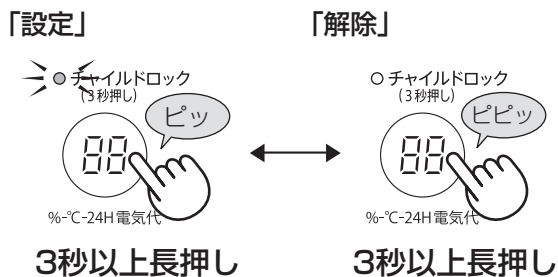 「設定」
「解除」
チャイルドロック
(3秒押し)
ピッ
88
%-℃-24H電気代
3秒以上長押し
チャイルドロック
(3秒押し)
ピピッ
88
%-℃-24H電気代
3秒以上長押し